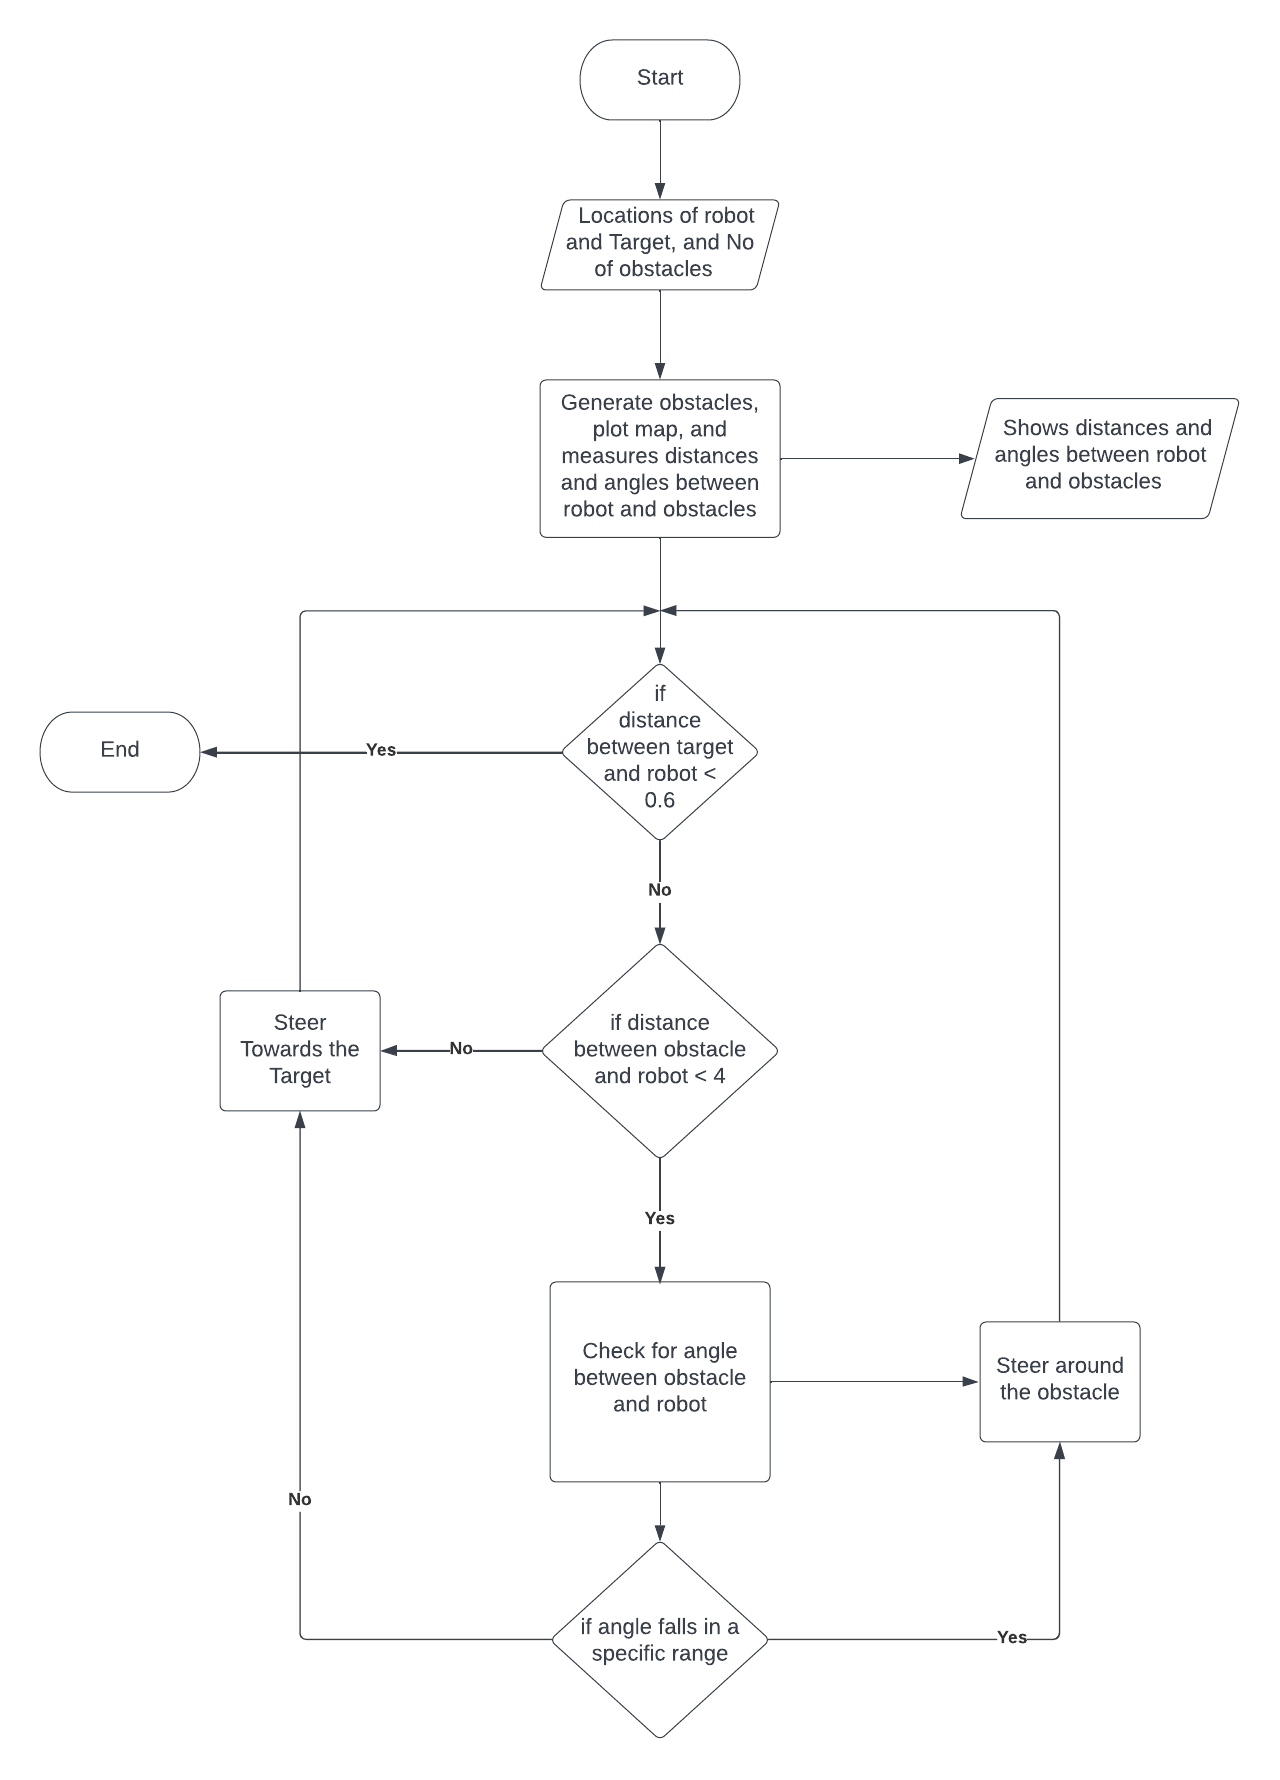 Start
Locations of robot
and Target, and No
of obstacles
Generate obstacles,
plot map, and
measures distances
and angles between
robot and obstacles
Shows distances and
angles between robot
and obstacles
if
distance
between target
and robot <
0.6
Yes
End
No
if distance
between obstacle
and robot < 4
No
Steer
Towards the
Target
Yes
Check for angle
between obstacle
and robot
Steer around
the obstacle
No
if angle falls in a
specific range
Yes